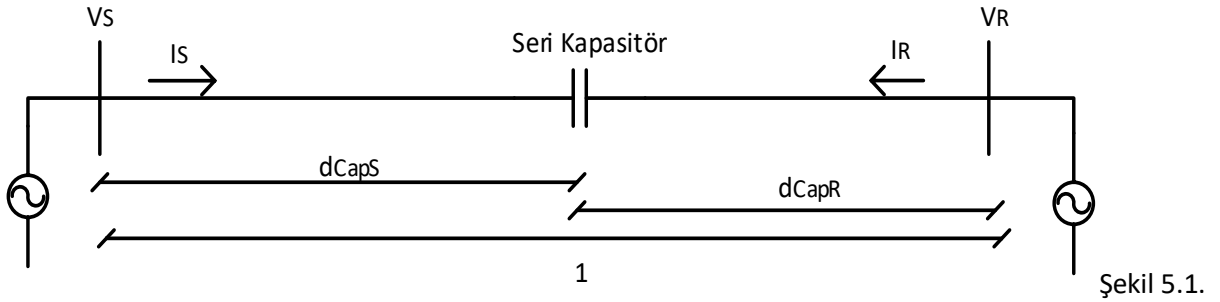 VS
VR
IS
Seri Kapasitör
IR
dCapS
dCapR
1
Şekil 5.1.